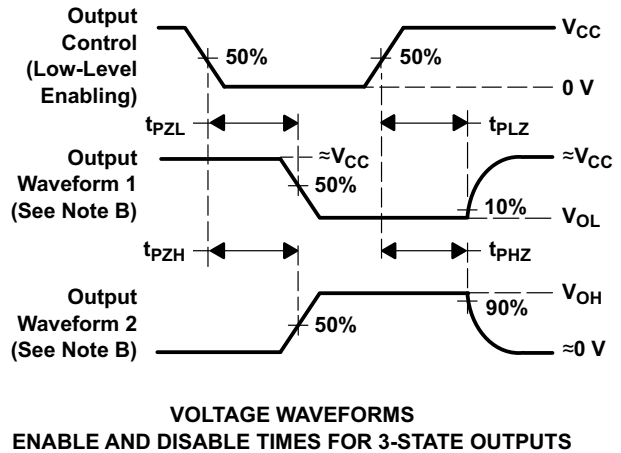 Output
Control
(Low-Level
Enabling)
50%
50%
VCC
0 V
tPZL
tPLZ
Output
Waveform 1
(See Note B)
≈VCC
50%
≈VCC
10%
VOL
tPZH
tPHZ
Output
Waveform 2
(See Note B)
50%
VOH
90%
≈0 V
VOLTAGE WAVEFORMS
ENABLE AND DISABLE TIMES FOR 3-STATE OUTPUTS